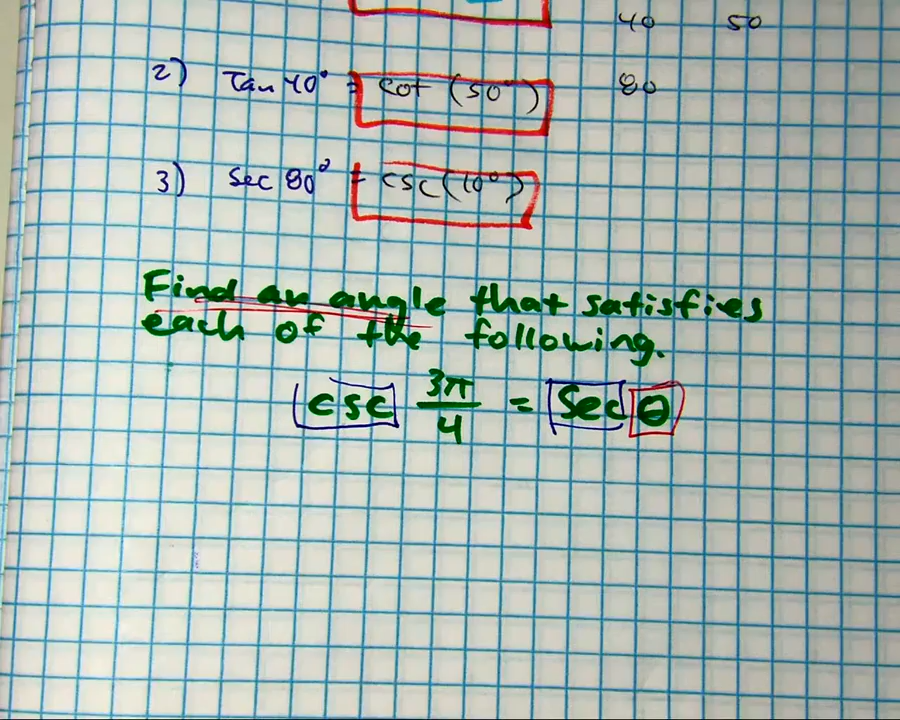 40 50
2) Tan 40° = cot (50°) 80
3) Sec 80° = csc (10°)
Find an angle that satisfies
each of the following.
csc 3π/4 = Sec θ